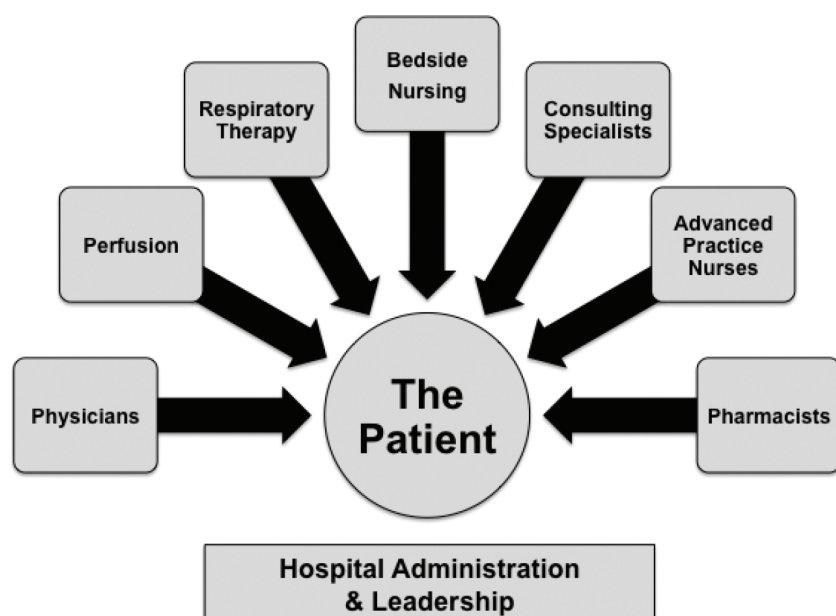 Bedside
Nursing
Respiratory
Therapy
Consulting
Specialists
Perfusion
Advanced
Practice
Nurses
Physicians
The
Patient
Pharmacists
Hospital Administration
& Leadership